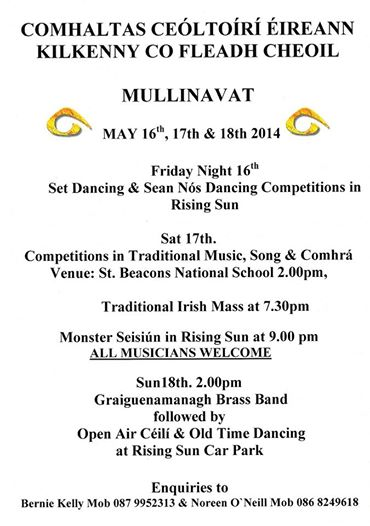 COMHALTAS CEÓLTOÍRÍ ÉIREANN
KILKENNY CO FLEADH CHEOIL
MULLINAVAT
MAY 16th, 17th & 18th 2014
Friday Night 16th
Set Dancing & Sean Nós Dancing Competitions in
Rising Sun
Sat 17th.
Competitions in Traditional Music, Song & Comhrá
Venue: St. Beacons National School 2.00pm,
Traditional Irish Mass at 7.30pm
Monster Seisiún in Rising Sun at 9.00 pm
ALL MUSICIANS WELCOME
Sun18th. 2.00pm
Graiguenamanagh Brass Band
followed by
Open Air Céilí & Old Time Dancing
at Rising Sun Car Park
Enquiries to
Bernie Kelly Mob 087 9952313 & Noreen O`Neill Mob 086 8249618